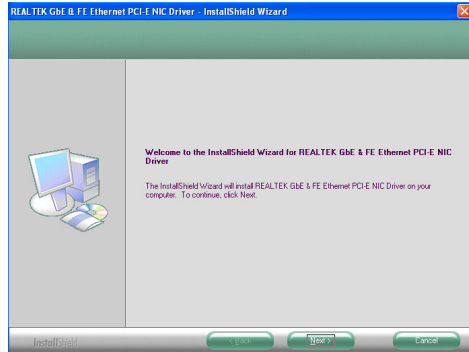 REALTEK GbE & FE Ethernet PCI-E NIC Driver - InstallShield Wizard
Welcome to the InstallShield Wizard for REALTEK GbE & FE Ethernet PCI-E NIC
Driver
The InstallShield Wizard will install REALTEK GbE & FE Ethernet PCI-E NIC Driver on your
computer. To continue, click Next.
InstallShield
< Back
Next >
Cancel